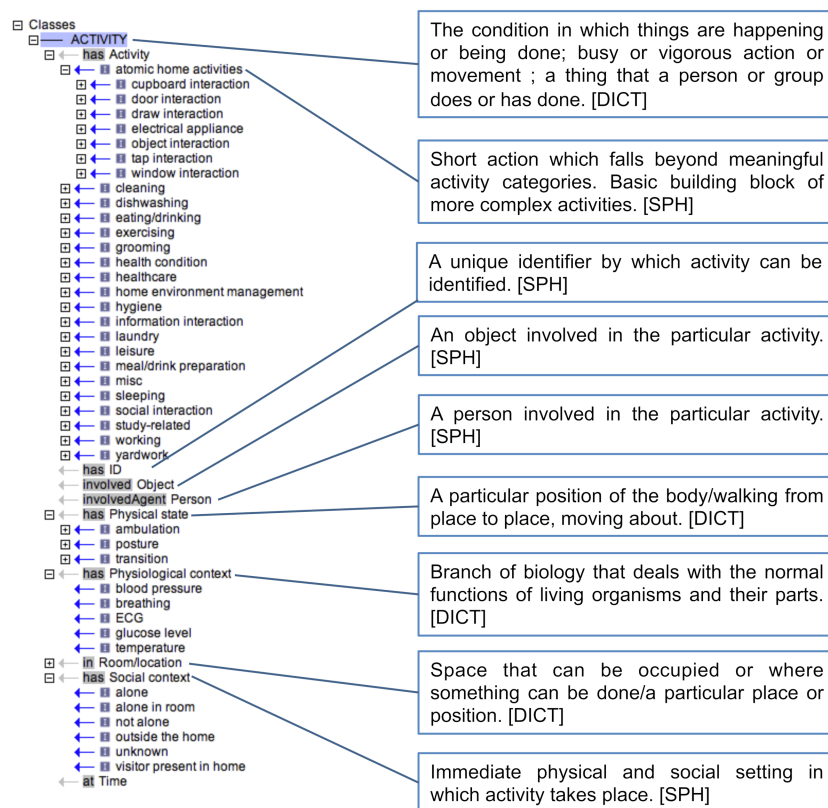 Classes
ACTIVITY
has Activity
atomic home activities
cupboard interaction
door interaction
draw interaction
electrical appliance
object interaction
tap interaction
window interaction
cleaning
dishwashing
eating/drinking
exercising
grooming
health condition
healthcare
home environment management
hygiene
information interaction
laundry
leisure
meal/drink preparation
misc
sleeping
social interaction
study-related
working
yardwork
has ID
involved Object
involvedAgent Person
has Physical state
ambulation
posture
transition
has Physiological context
blood pressure
breathing
ECG
glucose level
temperature
in Room/location
has Social context
alone
alone in room
not alone
outside the home
unknown
visitor present in home
at Time
The condition in which things are happening
or being done; busy or vigorous action or
movement ; a thing that a person or group
does or has done. [DICT]
Short action which falls beyond meaningful
activity categories. Basic building block of
more complex activities. [SPH]
A unique identifier by which activity can be
identified. [SPH]
An object involved in the particular activity.
[SPH]
A person involved in the particular activity.
[SPH]
A particular position of the body/walking from
place to place, moving about. [DICT]
Branch of biology that deals with the normal
functions of living organisms and their parts.
[DICT]
Space that can be occupied or where
something can be done/a particular place or
position. [DICT]
Immediate physical and social setting in
which activity takes place. [SPH]